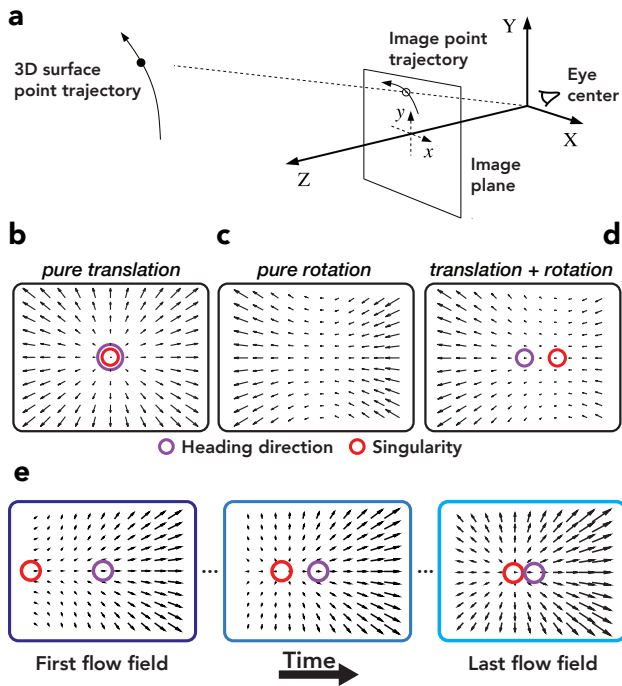 a
3D surface
point trajectory
Image point
trajectory
Y
Eye
center
X
y
x
Z
Image
plane
b
c
d
pure translation
pure rotation
translation + rotation
Heading direction
Singularity
e
...
...
First flow field
Time
Last flow field